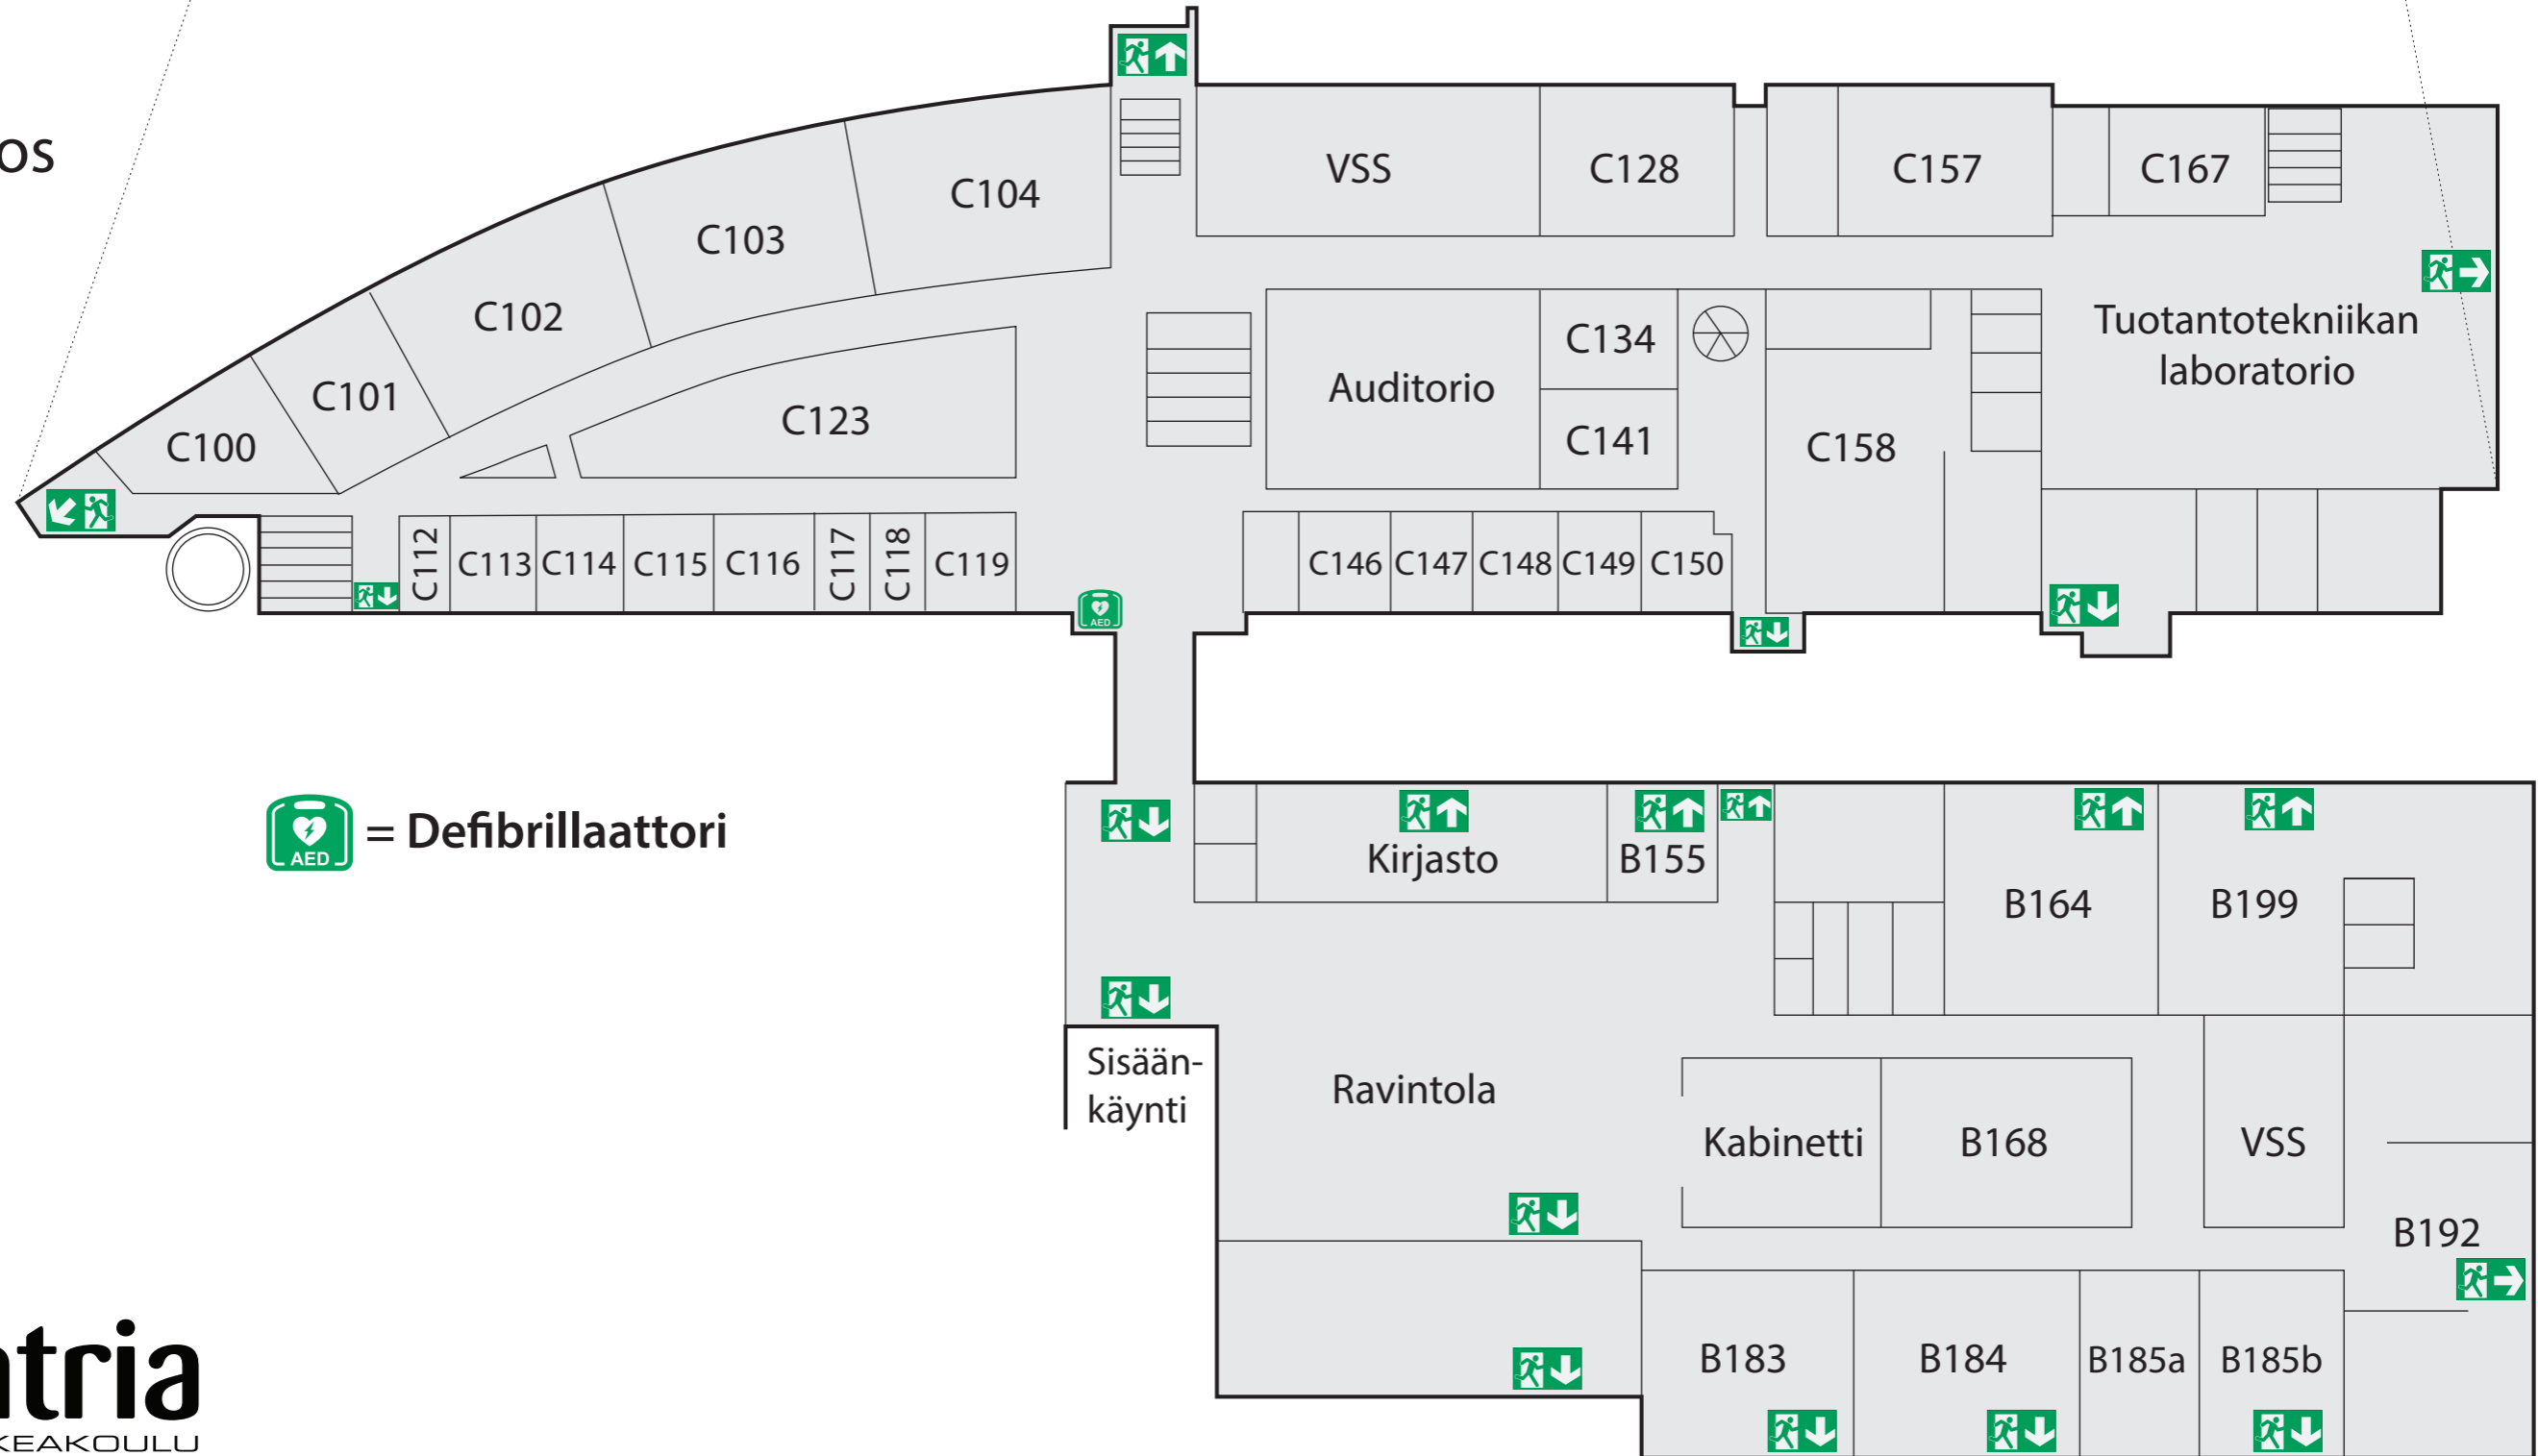 os
VSS
C128
C157
C167
C104
C103
C102
C101
C100
C123
Auditorio
C134
C141
C158
Tuotantotekniikan
laboratorio
C112
C113
C114
C115
C116
C117
C118
C119
C146
C147
C148
C149
C150
AED
AED
= Defibrillaattori
Kirjasto
B155
B164
B199
Sisään-
käynti
Ravintola
Kabinetti
B168
VSS
B192
B183
B184
B185a
B185b
tria
KEAKOULU